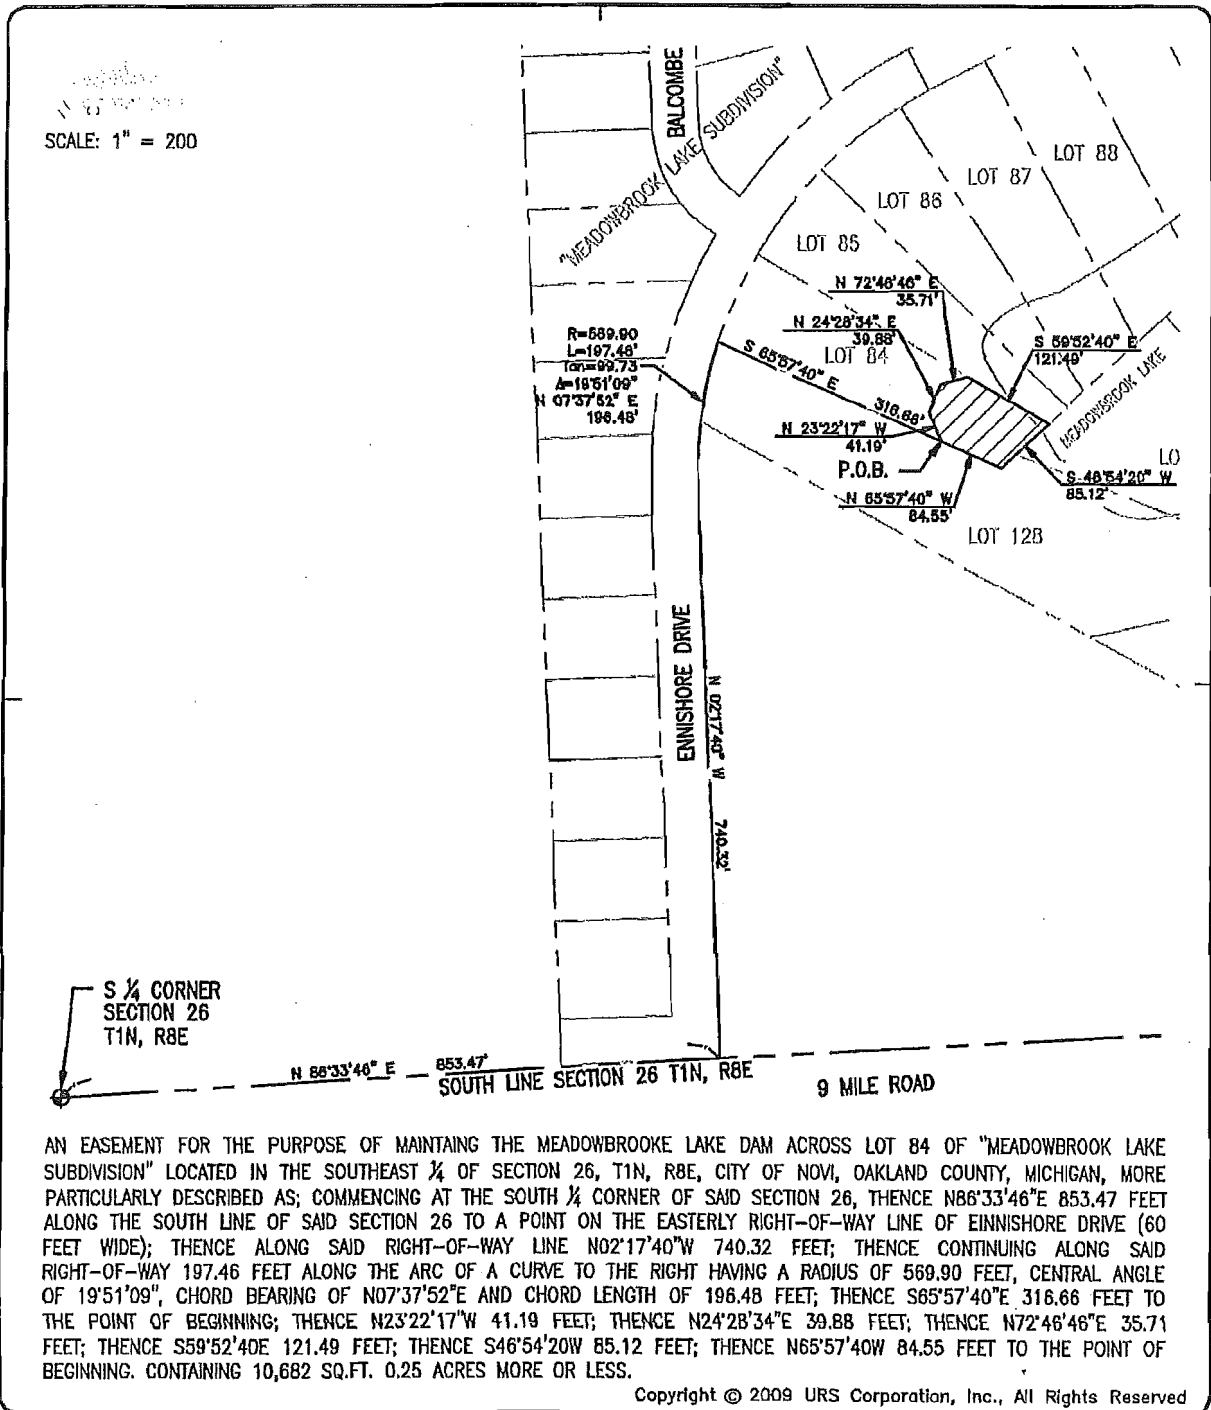 SCALE: 1" = 200
BALCOMBE
"MEADOWBROOK LAKE SUBDIVISION"
LOT 88
LOT 87
LOT 86
LOT 85
N 72°46'46" E
35.71'
N 24°28'34" E
39.88'
LOT 84
S 59°52'40" E
121.49'
R=569.90
L=197.46'
Tan=99.73
Δ=19°51'09"
N 07°37'52" E
196.48'
S 65°57'40" E
316.66'
MEADOWBROOK LAKE
N 23°22'17" W
41.19'
P.O.B.
LO
S 46°54'20" W
85.12'
N 65°57'40" W
84.55'
LOT 128
ENNISHORE DRIVE
N 02°17'40" W
740.32'
S ¼ CORNER
SECTION 26
T1N, R8E
N 86°33'46" E
853.47'
SOUTH LINE SECTION 26 T1N, R8E
9 MILE ROAD
AN EASEMENT FOR THE PURPOSE OF MAINTAING THE MEADOWBROOKE LAKE DAM ACROSS LOT 84 OF "MEADOWBROOK LAKE
SUBDIVISION" LOCATED IN THE SOUTHEAST ¼ OF SECTION 26, T1N, R8E, CITY OF NOVI, OAKLAND COUNTY, MICHIGAN, MORE
PARTICULARLY DESCRIBED AS; COMMENCING AT THE SOUTH ¼ CORNER OF SAID SECTION 26, THENCE N86°33'46"E 853.47 FEET
ALONG THE SOUTH LINE OF SAID SECTION 26 TO A POINT ON THE EASTERLY RIGHT-OF-WAY LINE OF EINNISHORE DRIVE (60
FEET WIDE); THENCE ALONG SAID RIGHT-OF-WAY LINE N02°17'40"W 740.32 FEET; THENCE CONTINUING ALONG SAID
RIGHT-OF-WAY 197.46 FEET ALONG THE ARC OF A CURVE TO THE RIGHT HAVING A RADIUS OF 569.90 FEET, CENTRAL ANGLE
OF 19°51'09", CHORD BEARING OF N07°37'52"E AND CHORD LENGTH OF 196.48 FEET; THENCE S65°57'40"E 316.66 FEET TO
THE POINT OF BEGINNING; THENCE N23°22'17"W 41.19 FEET; THENCE N24°28'34"E 39.88 FEET; THENCE N72°46'46"E 35.71
FEET; THENCE S59°52'40E 121.49 FEET; THENCE S46°54'20W 85.12 FEET; THENCE N65°57'40W 84.55 FEET TO THE POINT OF
BEGINNING. CONTAINING 10,682 SQ.FT. 0.25 ACRES MORE OR LESS.
Copyright © 2009 URS Corporation, Inc., All Rights Reserved